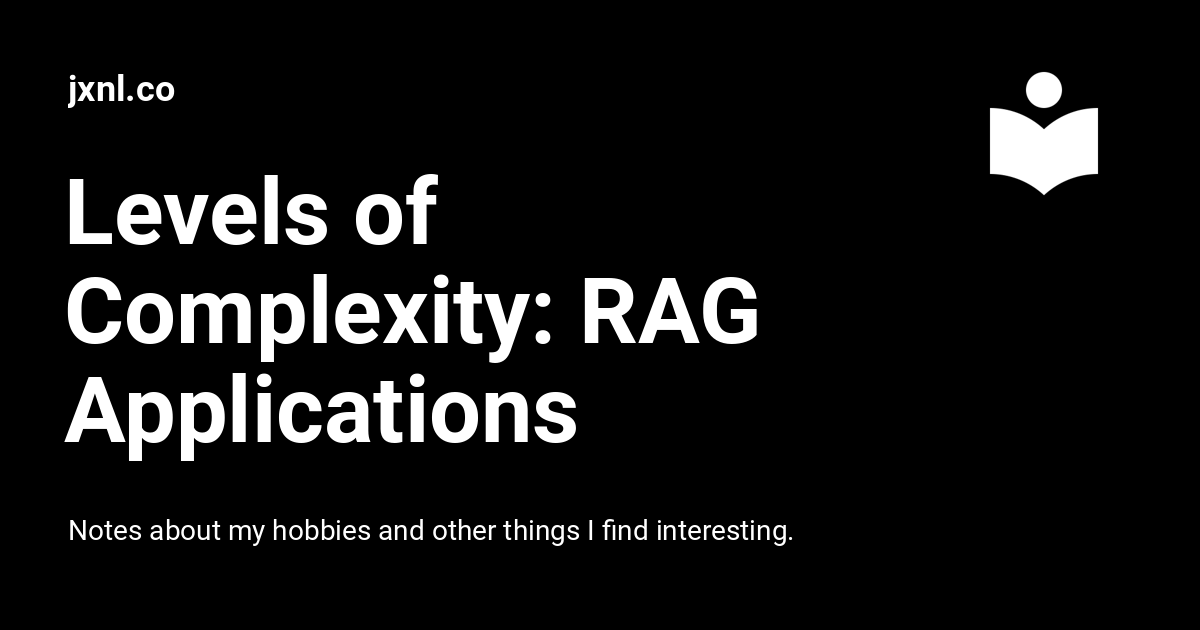 jxnl.co
Levels of
Complexity: RAG
Applications
Notes about my hobbies and other things I find interesting.